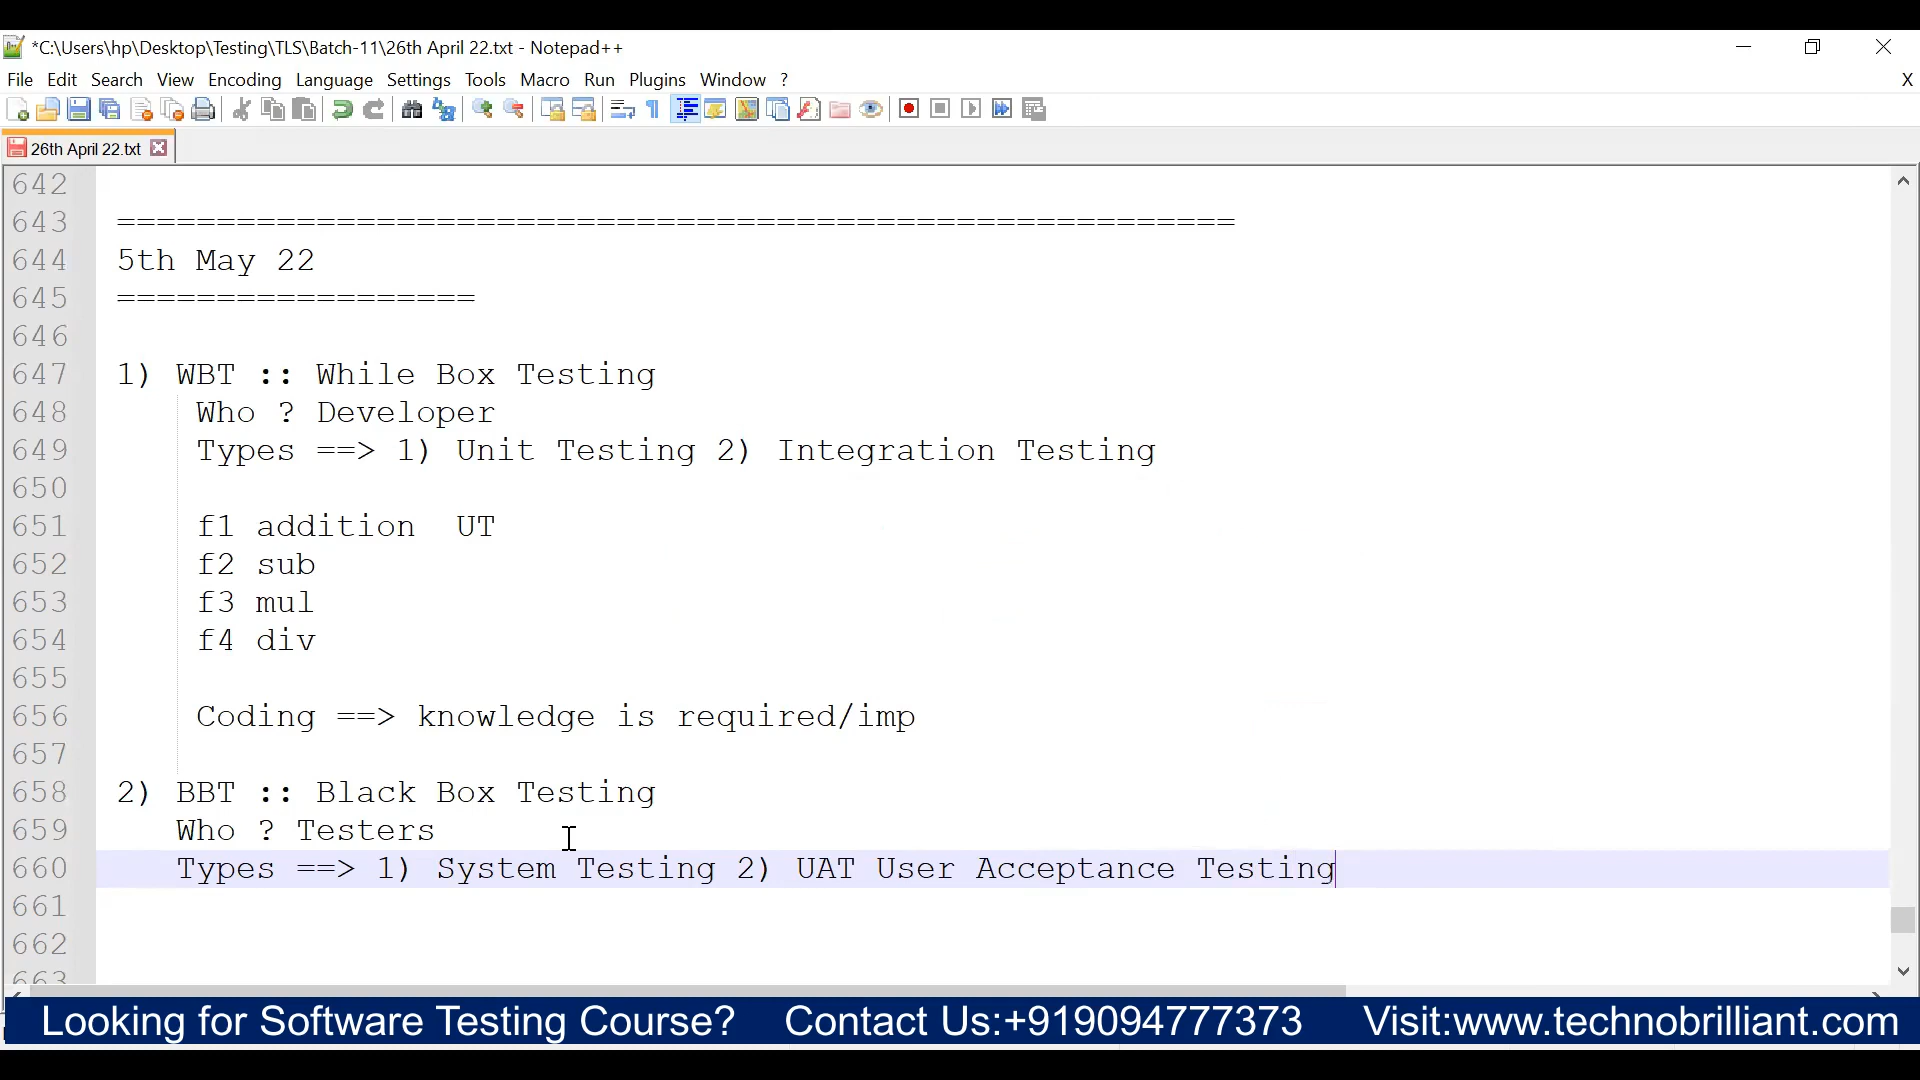 *C:\Users\hp\Desktop\Testing\TLS\Batch-11\26th April 22.txt - Notepad++
File Edit Search View Encoding Language Settings Tools Macro Run Plugins Window ? X
26th April 22.txt
642
643 ========================================================
644 5th May 22
645 ==================
646
647 1) WBT :: While Box Testing
648 Who ? Developer
649 Types ==> 1) Unit Testing 2) Integration Testing
650
651 f1 addition UT
652 f2 sub
653 f3 mul
654 f4 div
655
656 Coding ==> knowledge is required/imp
657
658 2) BBT :: Black Box Testing
659 Who ? Testers
660 Types ==> 1) System Testing 2) UAT User Acceptance Testing
661
662
663
Looking for Software Testing Course? Contact Us:+919094777373 Visit:www.technobrilliant.com